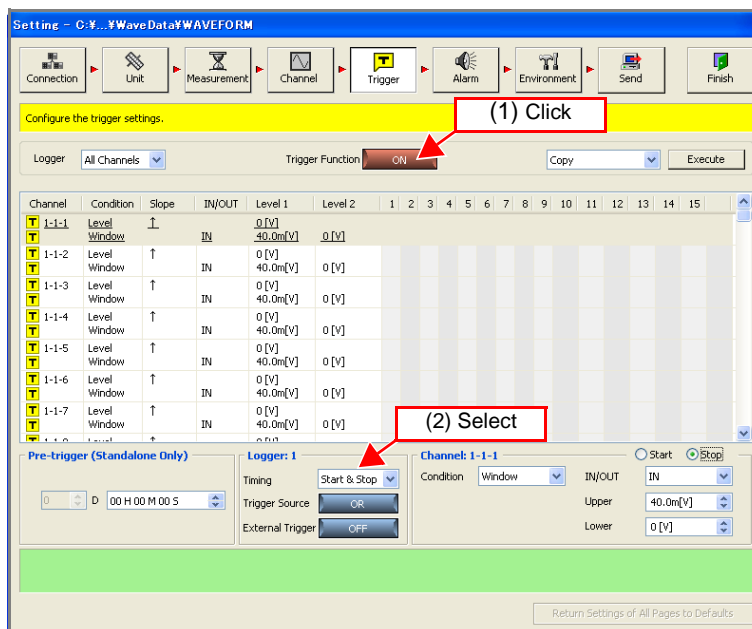 Setting - C:¥...¥WaveData¥WAVEFORM
Connection Unit Measurement Channel Trigger Alarm Environment Send Finish
(1) Click
Configure the trigger settings.
Logger All Channels Trigger Function ON Copy Execute
Channel Condition Slope IN/OUT Level 1 Level 2 1 2 3 4 5 6 7 8 9 10 11 12 13 14 15
T 1-1-1 Level ↑ 0 [V]
T Window IN 40.0m[V] 0 [V]
T 1-1-2 Level ↑ 0 [V]
T Window IN 40.0m[V] 0 [V]
T 1-1-3 Level ↑ 0 [V]
T Window IN 40.0m[V] 0 [V]
T 1-1-4 Level ↑ 0 [V]
T Window IN 40.0m[V] 0 [V]
T 1-1-5 Level ↑ 0 [V]
T Window IN 40.0m[V] 0 [V]
T 1-1-6 Level ↑ 0 [V]
T Window IN 40.0m[V] 0 [V]
T 1-1-7 Level ↑ 0 [V]
T Window IN 40.0m[V] 0 [V]
(2) Select
Pre-trigger (Standalone Only)
0 D 00 H 00 M 00 S
Logger: 1
Timing Start & Stop
Trigger Source OR
External Trigger OFF
Channel: 1-1-1 Start Stop
Condition Window IN/OUT IN
Upper 40.0m[V]
Lower 0 [V]
Return Settings of All Pages to Defaults